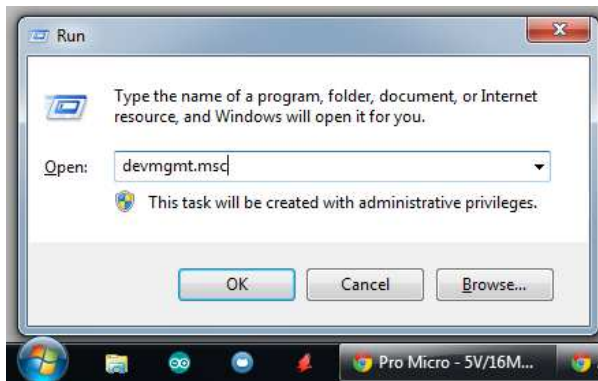 Run
Type the name of a program, folder, document, or Internet
resource, and Windows will open it for you.
Open:
devmgmt.msc
This task will be created with administrative privileges.
OK
Cancel
Browse...
Pro Micro - 5V/16M...